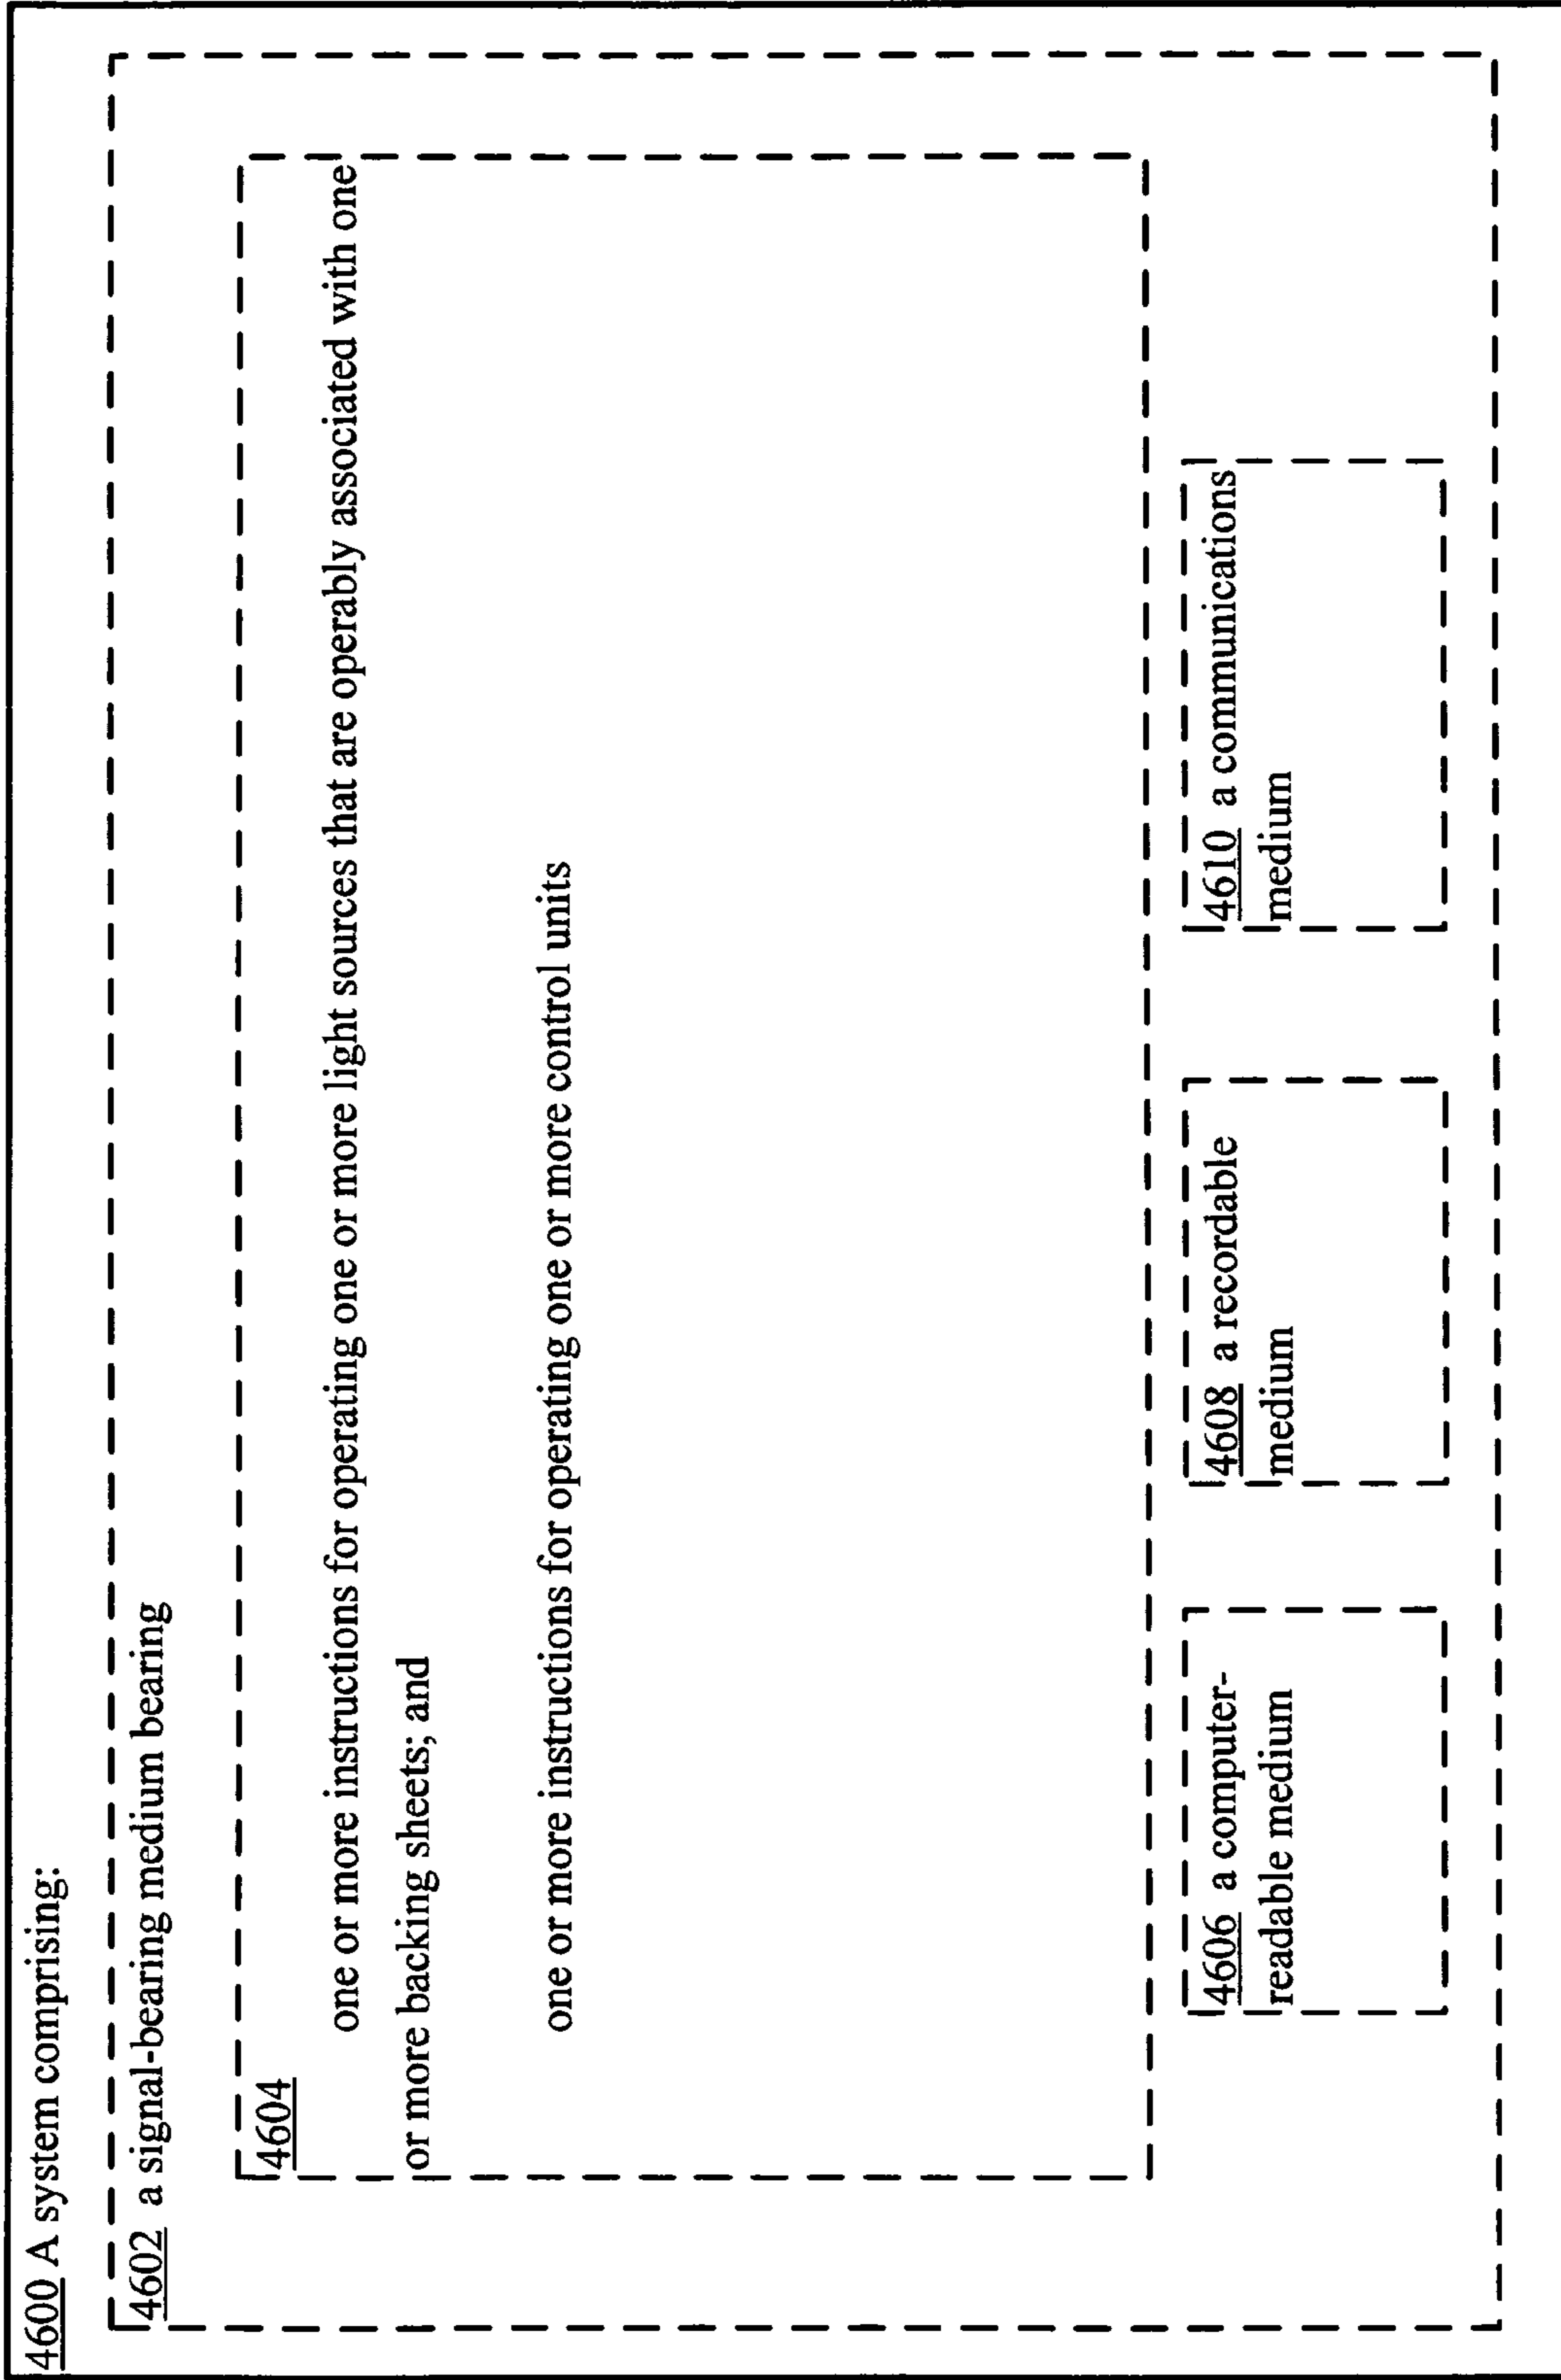 4600 A system comprising:
4602 a signal-bearing medium bearing
4604
one or more instructions for operating one or more light sources that are operably associated with one
or more backing sheets; and
one or more instructions for operating one or more control units
4606 a computer-
readable medium
4608 a recordable
medium
4610 a communications
medium